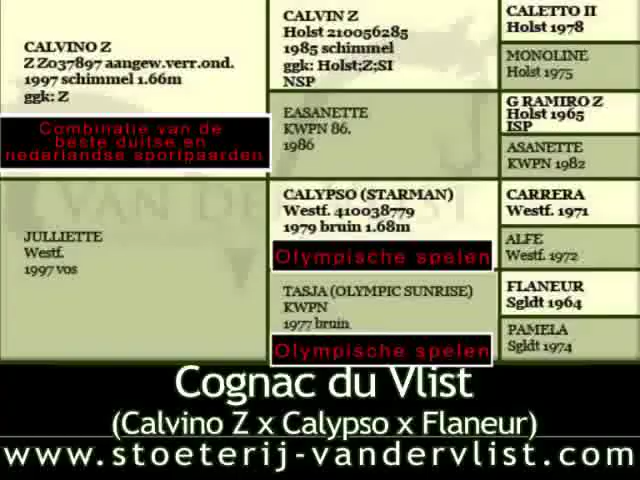 CALVINO Z
Z Z037897 aangew.verr.ond.
1997 schimmel 1.66m
ggk: Z
Combinatie van de
beste duitse en
nederlandse sportpaarden
JULLIETTE
Westf.
1997 vos
CALVIN Z
Holst 210056285
1985 schimmel
ggk: Holst;Z;SI
NSP
EASANETTE
KWPN 86.
1986
CALYPSO (STARMAN)
Westf. 410038779
1979 bruin 1.68m
Olympische spelen
TASJA (OLYMPIC SUNRISE)
KWPN
1977 bruin
Olympische spelen
CALETTO II
Holst 1978
MONOLINE
Holst 1975
G RAMIRO Z
Holst 1965
ISP
ASANETTE
KWPN 1982
CARRERA
Westf. 1971
ALFE
Westf. 1972
FLANEUR
Sgldt 1964
PAMELA
Sgldt 1974
VAN DER VLIST
Cognac du Vlist
(Calvino Z x Calypso x Flaneur)
www.stoeterij-vandervlist.com